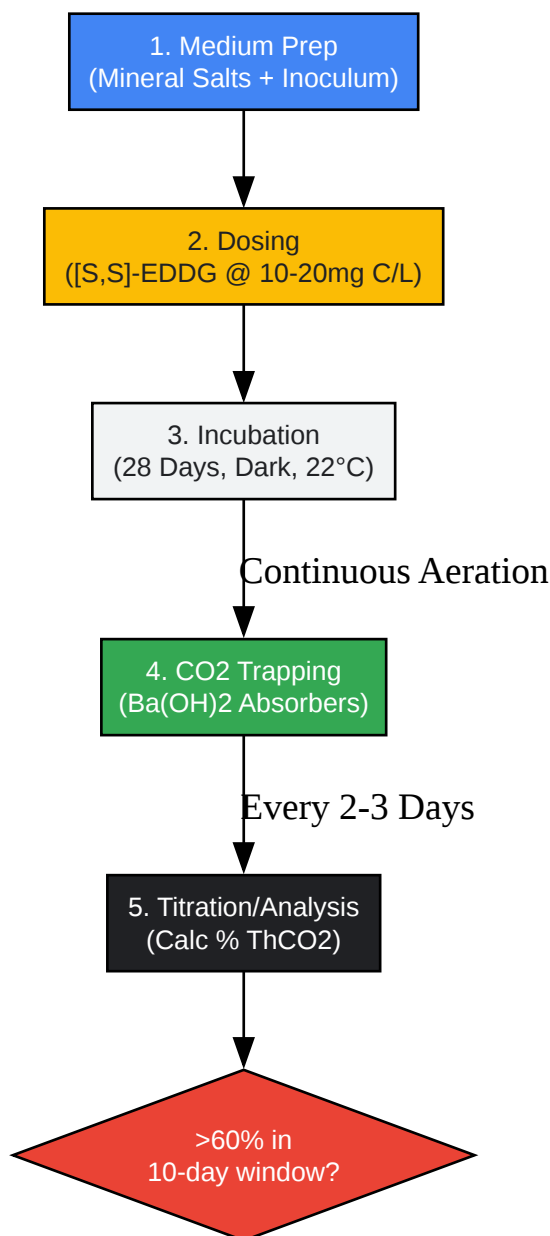 1. Medium Prep
(Mineral Salts + Inoculum)
2. Dosing
([S,S]-EDDG @ 10-20mg C/L)
3. Incubation
(28 Days, Dark, 22°C)
Continuous Aeration
4. CO2 Trapping
(Ba(OH)2 Absorbers)
Every 2-3 Days
5. Titration/Analysis
(Calc % ThCO2)
>60% in
10-day window?